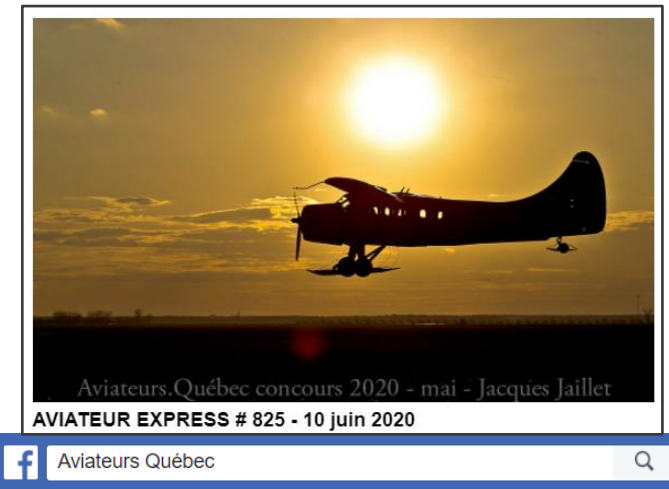 Aviateurs.Québec concours 2020 - mai - Jacques Jaillet
AVIATEUR EXPRESS # 825 - 10 juin 2020
Aviateurs Québec